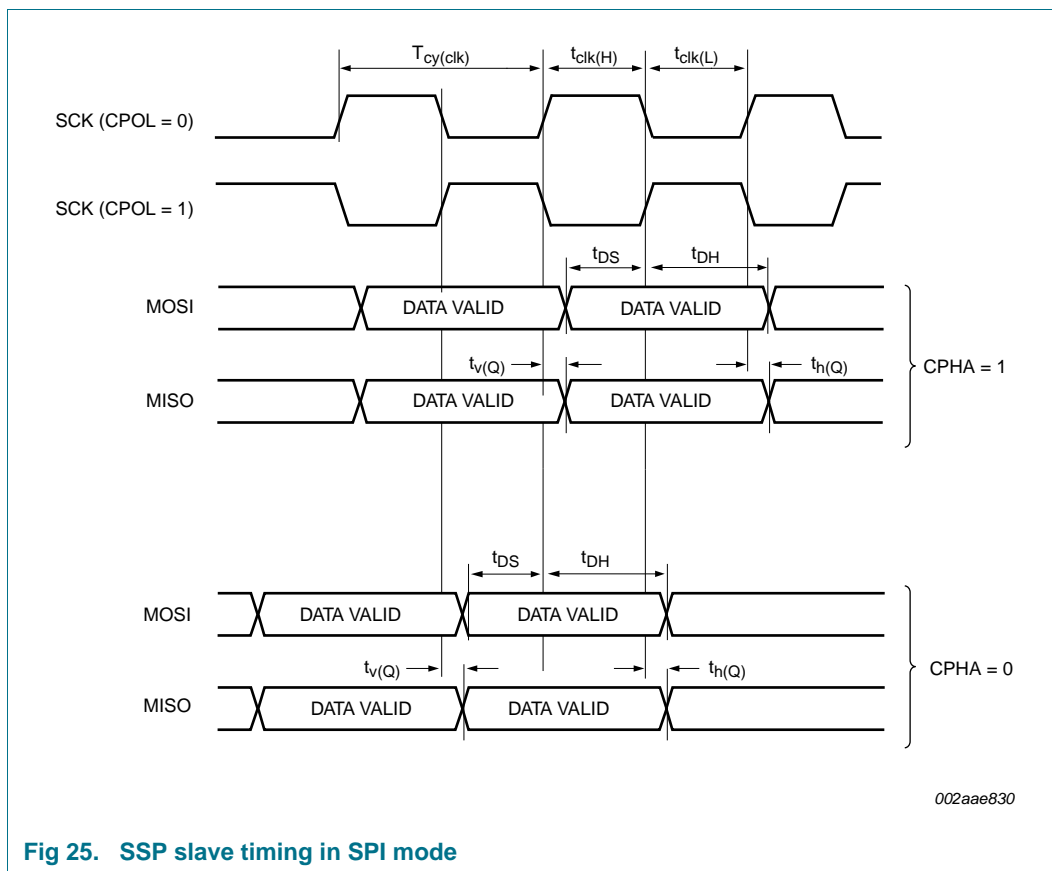 Tcy(clk) tclk(H) tclk(L)
SCK (CPOL = 0)
SCK (CPOL = 1)
tDS tDH
MOSI DATA VALID DATA VALID
tv(Q) th(Q)
CPHA = 1
MISO DATA VALID DATA VALID
tDS tDH
MOSI DATA VALID DATA VALID
tv(Q) th(Q)
CPHA = 0
MISO DATA VALID DATA VALID
002aae830
Fig 25. SSP slave timing in SPI mode